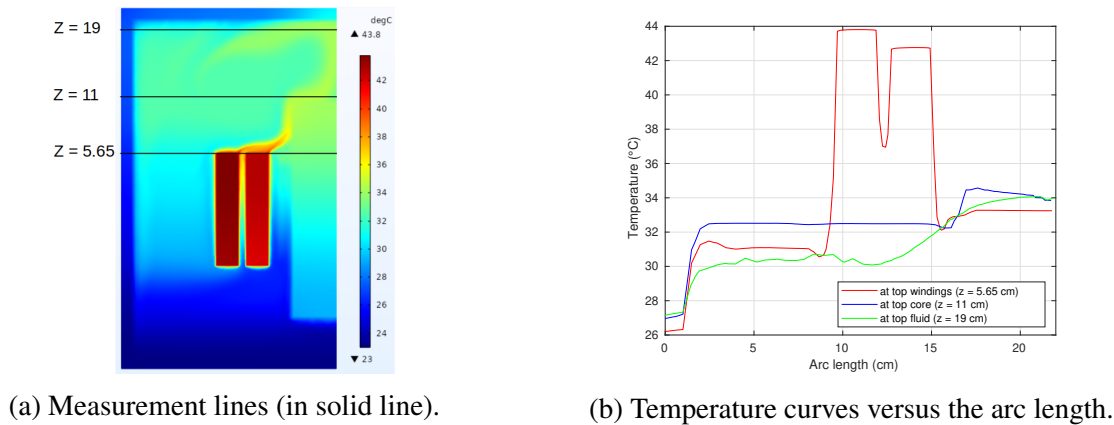 degC
▲ 43.8
Z = 19
Z = 11
Z = 5.65
42
40
38
36
34
32
30
28
26
24
▼ 23
(a) Measurement lines (in solid line).
44
42
40
38
36
34
32
30
28
26
Temperature (°C)
at top windings (z = 5.65 cm)
at top core (z = 11 cm)
at top fluid (z = 19 cm)
0 5 10 15 20
Arc length (cm)
(b) Temperature curves versus the arc length.